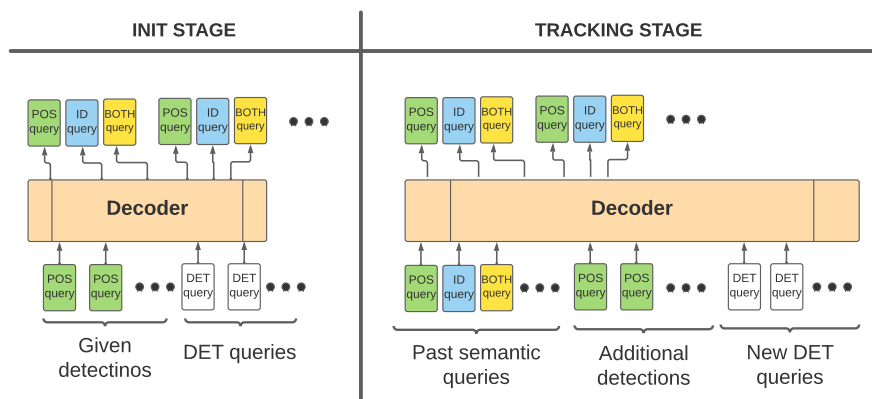 INIT STAGE
TRACKING STAGE
POS query
ID query
BOTH query
POS query
ID query
BOTH query
POS query
ID query
BOTH query
POS query
ID query
BOTH query
Decoder
Decoder
POS query
POS query
DET query
DET query
POS query
ID query
BOTH query
POS query
POS query
DET query
DET query
Given
detectinos
DET queries
Past semantic
queries
Additional
detections
New DET
queries